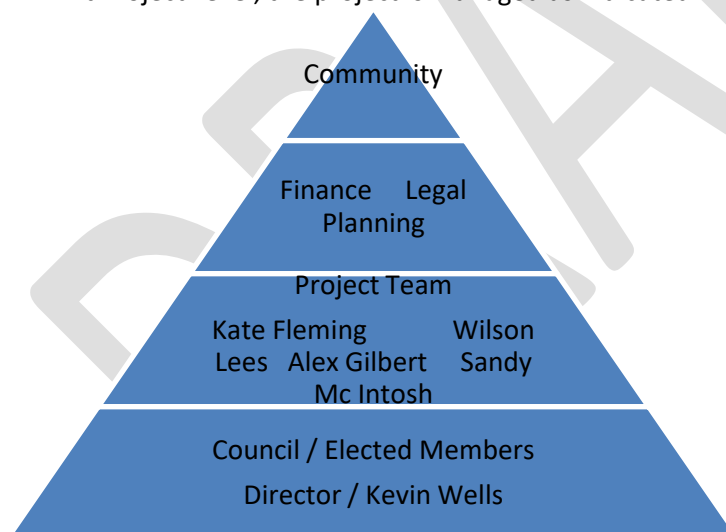 Community
Finance Legal
Planning
Project Team
Kate Fleming Wilson
Lees Alex Gilbert Sandy
Mc Intosh
Council / Elected Members
Director / Kevin Wells